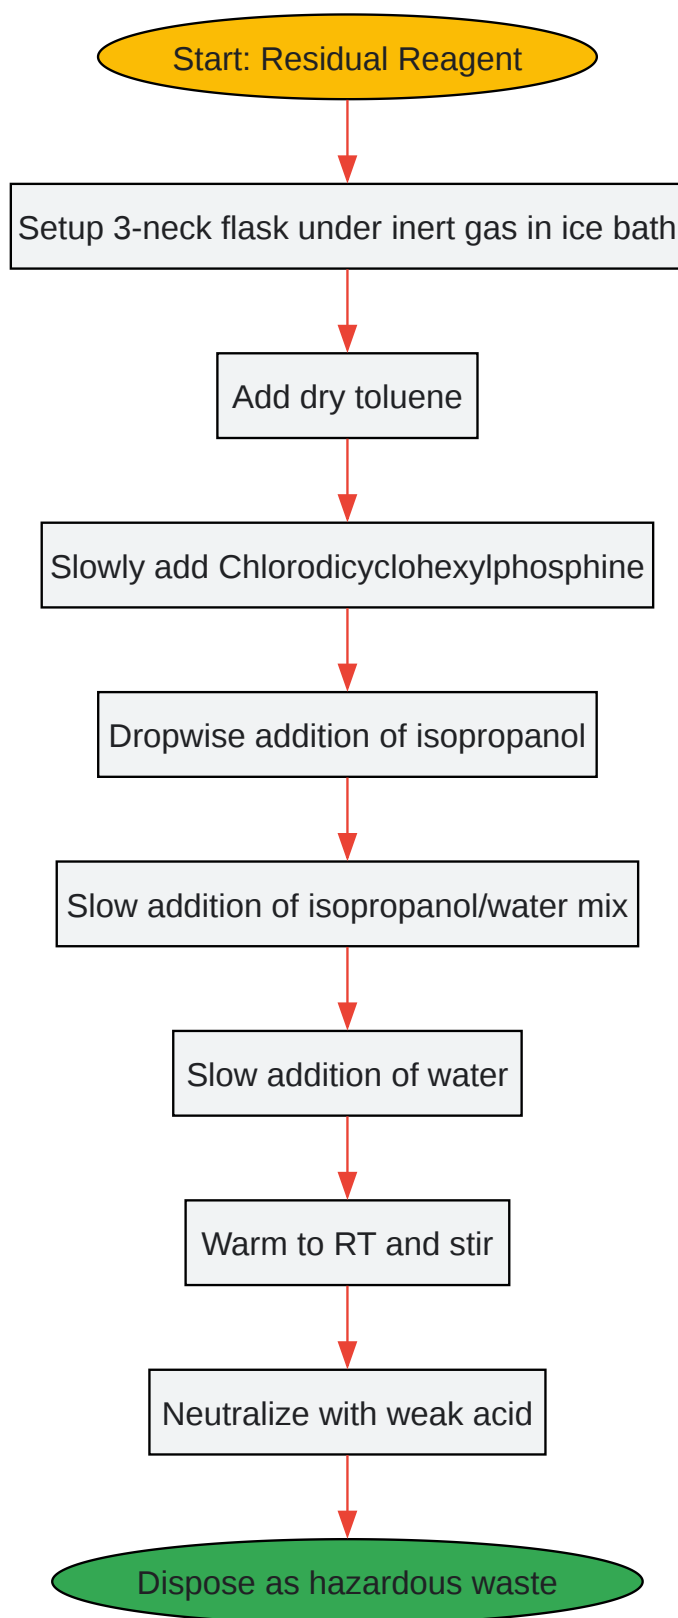 Start: Residual Reagent
Setup 3-neck flask under inert gas in ice bath
Add dry toluene
Slowly add Chlorodicyclohexylphosphine
Dropwise addition of isopropanol
Slow addition of isopropanol/water mix
Slow addition of water
Warm to RT and stir
Neutralize with weak acid
Dispose as hazardous waste